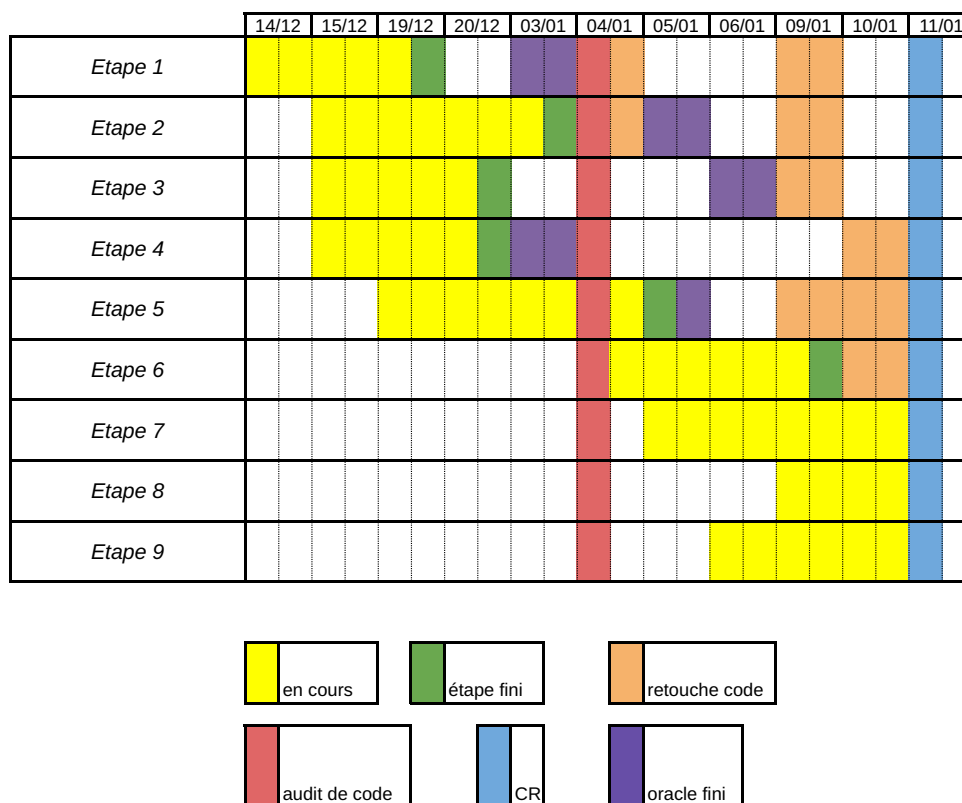 14/12 15/12 19/12 20/12 03/01 04/01 05/01 06/01 09/01 10/01 11/01
Etape 1
Etape 2
Etape 3
Etape 4
Etape 5
Etape 6
Etape 7
Etape 8
Etape 9
en cours étape fini retouche code
audit de code CR oracle fini